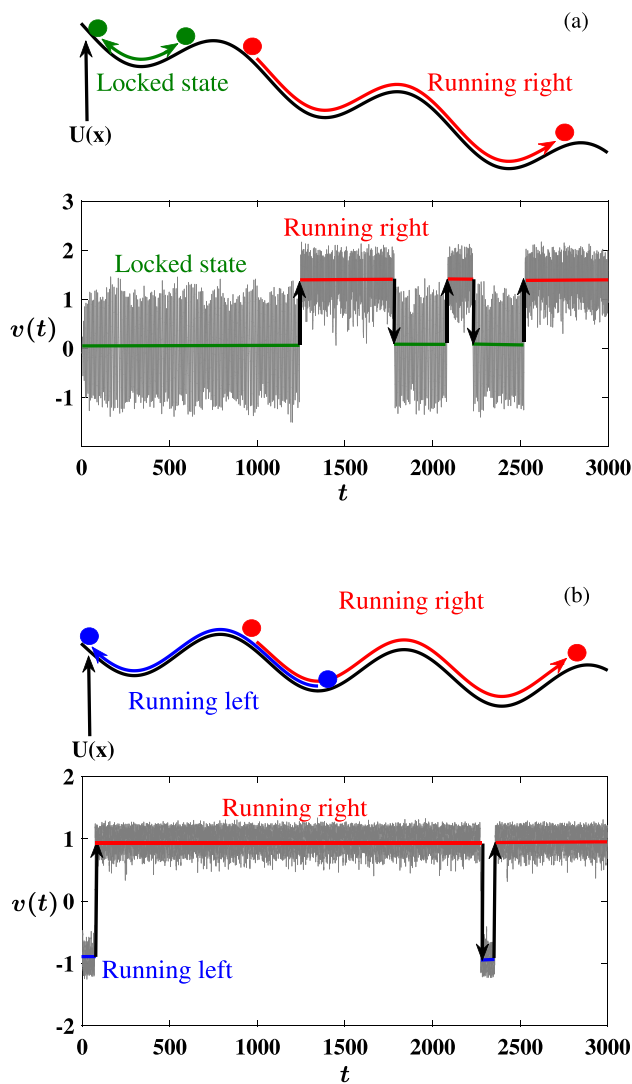 (a)
Locked state
Running right
U(x)
3
Running right
2
Locked state
1
v(t)
0
-1
0 500 1000 1500 2000 2500 3000
t
(b)
Running right
Running left
U(x)
2
Running right
1
v(t) 0
-1
Running left
-2
0 500 1000 1500 2000 2500 3000
t